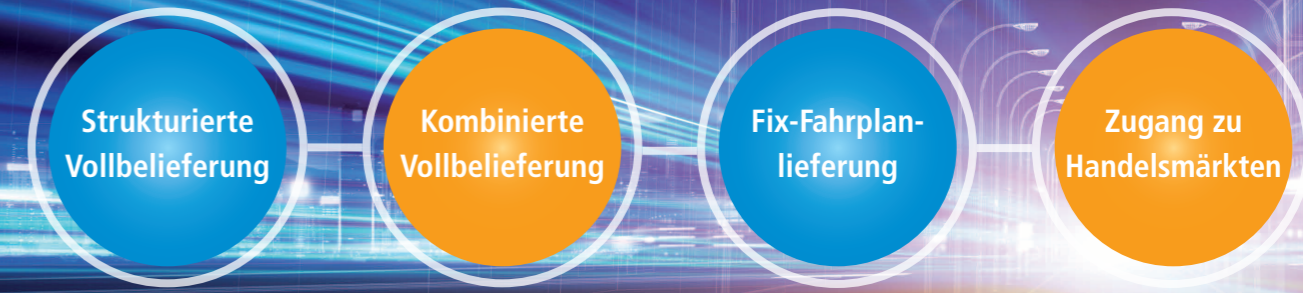 Strukturierte
Vollbelieferung
Kombinierte
Vollbelieferung
Fix-Fahrplan-
lieferung
Zugang zu
Handelsmärkten